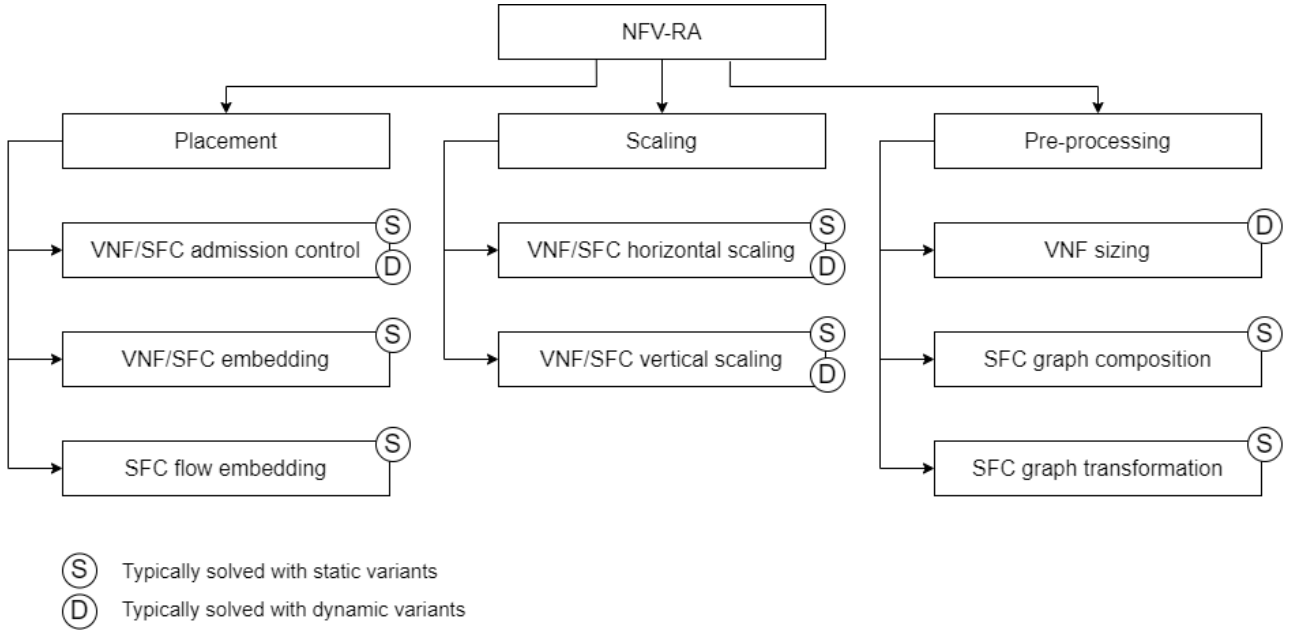 NFV-RA
Placement
Scaling
Pre-processing
S
S
D
VNF/SFC admission control
VNF/SFC horizontal scaling
VNF sizing
D
D
S
S
S
VNF/SFC embedding
VNF/SFC vertical scaling
SFC graph composition
D
S
S
SFC flow embedding
SFC graph transformation
S Typically solved with static variants
D Typically solved with dynamic variants